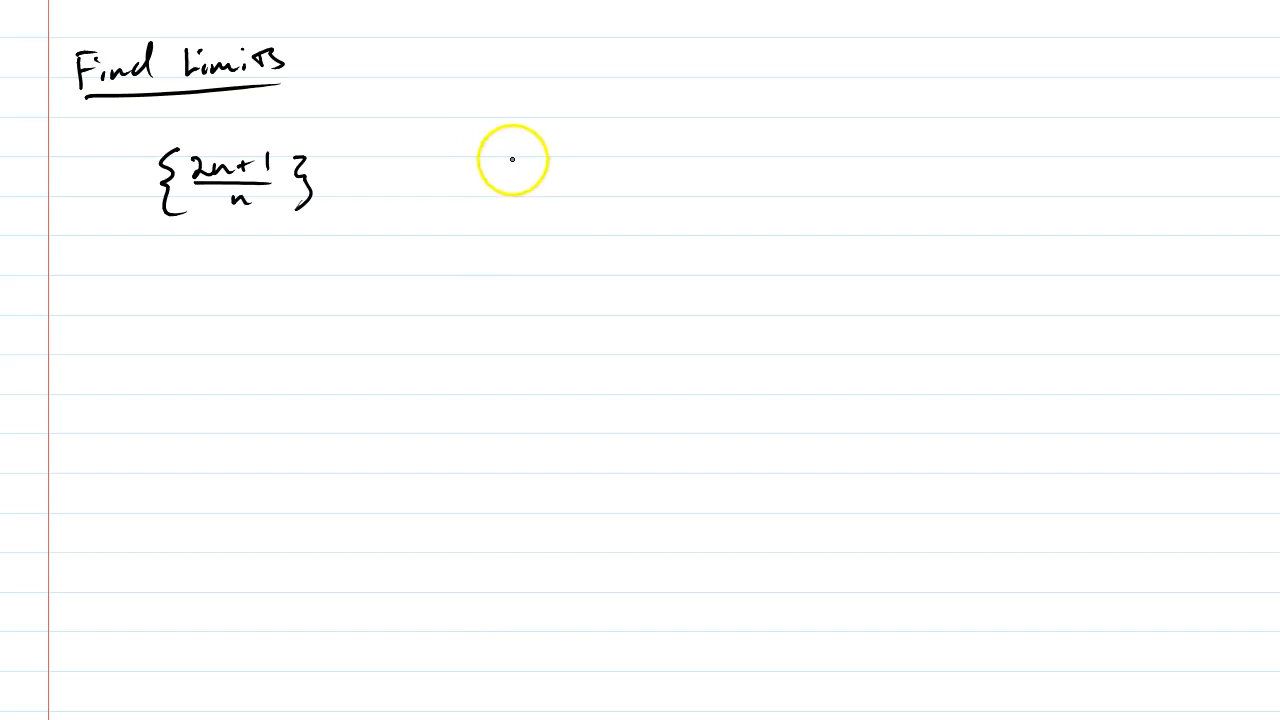 Find Limits
{ (2n+1)/n }